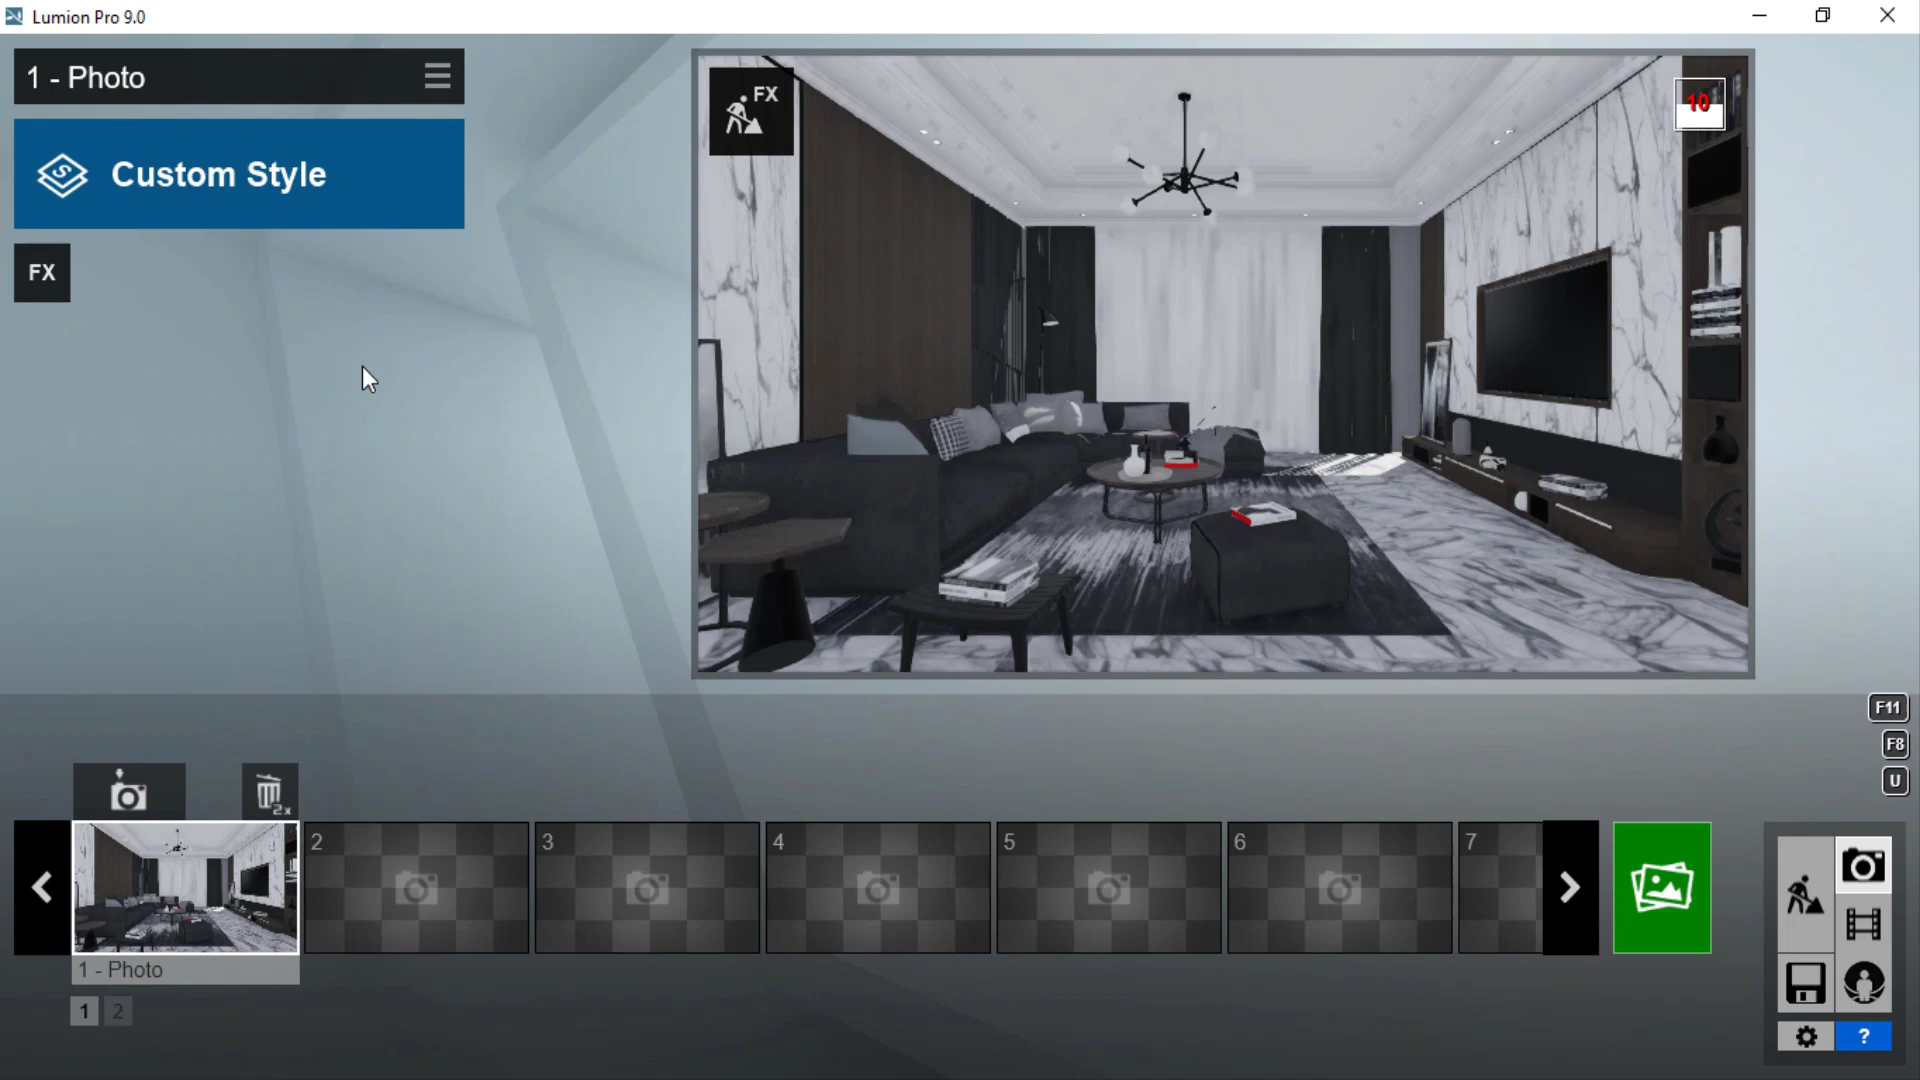 Lumion Pro 9.0
1 - Photo
Custom Style
FX
FX
10
F11
F8
U
2x
2
3
4
5
6
7
1 - Photo
1
2
?